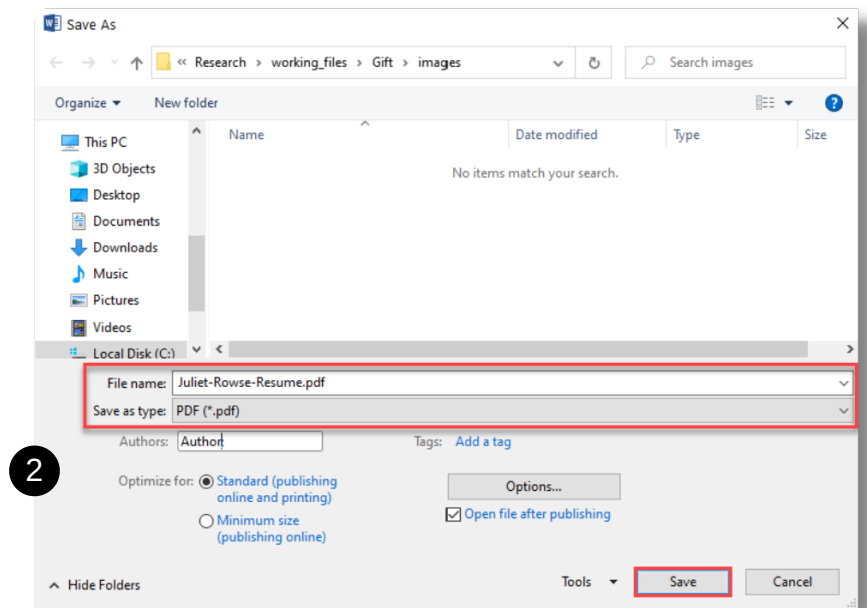 Save As
« Research > working_files > Gift > images
Search images
Organize
New folder
?
This PC
3D Objects
Desktop
Documents
Downloads
Music
Pictures
Videos
Local Disk (C:)
Name
Date modified
Type
Size
No items match your search.
File name: Juliet-Rowse-Resume.pdf
Save as type: PDF (*.pdf)
Authors: Author
Tags: Add a tag
2
Optimize for: Standard (publishing
online and printing)
Minimum size
(publishing online)
Options...
Open file after publishing
Hide Folders
Tools
Save
Cancel